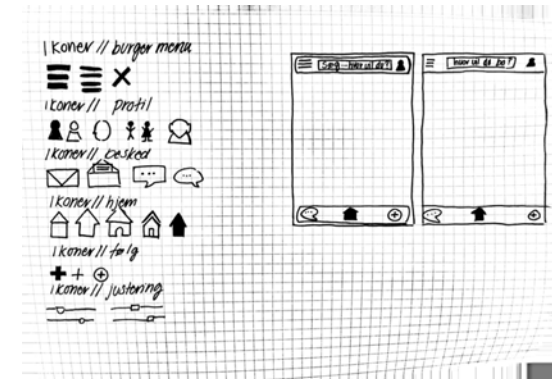 Ikoner // burger menu
Ikoner // profil
Ikoner // besked
Ikoner // hjem
Ikoner // følg
Ikoner // justering